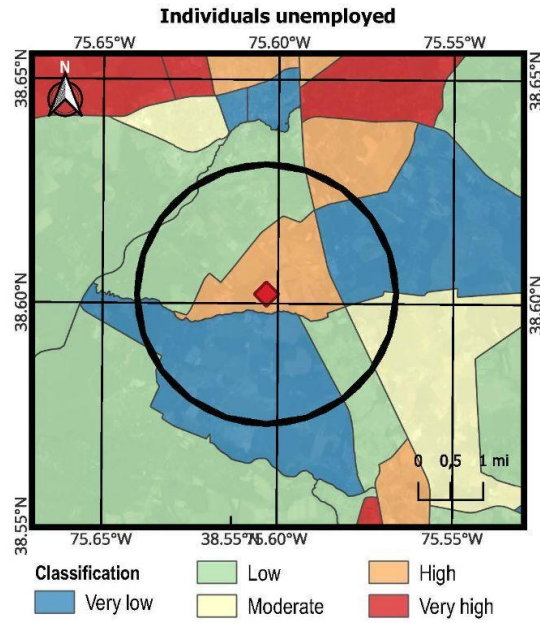 Individuals unemployed
75.65°W 75.60°W 75.55°W
38.65°N 38.65°N
N
38.60°N 38.60°N
0 0,5 1 mi
38.55°N 38.55°N
75.65°W 38.55°N 75.60°W 75.55°W
Classification Low High
Very low Moderate Very high